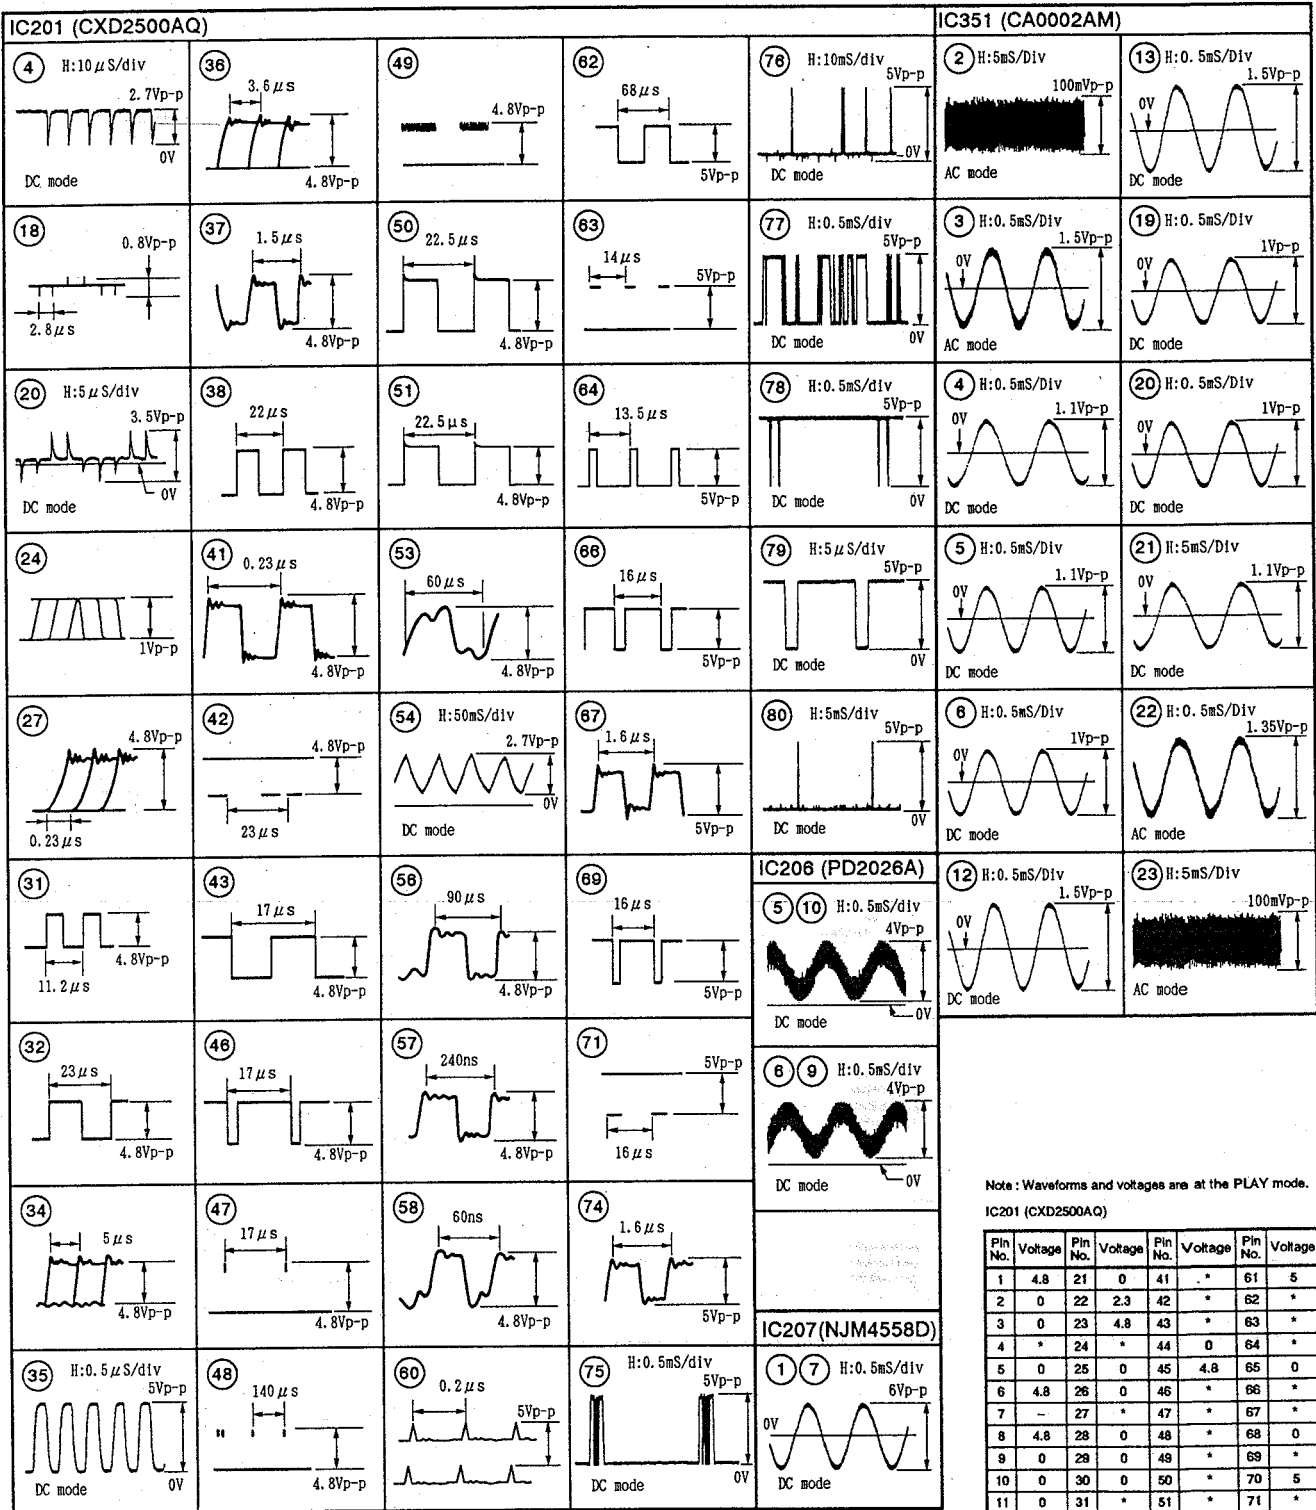 IC201 (CXD2500AQ)
4 H:10μS/div
2.7Vp-p
0V
DC mode
36
3.6μs
4.8Vp-p
49
4.8Vp-p
62
68μs
5Vp-p
76 H:10mS/div
5Vp-p
0V
DC mode
18
0.8Vp-p
2.8μs
37
1.5μs
4.8Vp-p
50
22.5μs
4.8Vp-p
63
14μs
5Vp-p
77 H:0.5mS/div
5Vp-p
DC mode 0V
20 H:5μS/div
3.5Vp-p
0V
DC mode
38
22μs
4.8Vp-p
51
22.5μs
4.8Vp-p
64
13.5μs
5Vp-p
78 H:0.5mS/div
5Vp-p
DC mode 0V
24
1Vp-p
41
0.23μs
4.8Vp-p
53
60μs
4.8Vp-p
66
16μs
5Vp-p
79 H:5μS/div
5Vp-p
DC mode 0V
27
4.8Vp-p
0.23μs
42
4.8Vp-p
23μs
54 H:50mS/div
2.7Vp-p
0V
DC mode
67
1.6μs
5Vp-p
80 H:5mS/div
5Vp-p
DC mode 0V
31
4.8Vp-p
11.2μs
43
17μs
4.8Vp-p
56
90μs
4.8Vp-p
69
16μs
5Vp-p
32
23μs
4.8Vp-p
46
17μs
4.8Vp-p
57
240ns
4.8Vp-p
71
5Vp-p
16μs
34
5μs
4.8Vp-p
47
17μs
4.8Vp-p
58
60ns
4.8Vp-p
74
1.6μs
5Vp-p
35 H:0.5μS/div
5Vp-p
DC mode 0V
48
140μs
4.8Vp-p
60
0.2μs
5Vp-p
75 H:0.5mS/div
5Vp-p
DC mode 0V
IC206 (PD2026A)
5 10 H:0.5mS/div
4Vp-p
0V
DC mode
6 9 H:0.5mS/div
4Vp-p
DC mode 0V
IC207(NJM4558D)
1 7 H:0.5mS/div
6Vp-p
0V
DC mode
IC351 (CA0002AM)
2 H:5mS/Div
100mVp-p
AC mode
13 H:0.5mS/Div
1.5Vp-p
0V
DC mode
3 H:0.5mS/Div
1.5Vp-p
0V
AC mode
19 H:0.5mS/Div
1Vp-p
0V
DC mode
4 H:0.5mS/Div
1.1Vp-p
0V
DC mode
20 H:0.5mS/Div
1Vp-p
0V
DC mode
5 H:0.5mS/Div
1.1Vp-p
0V
DC mode
21 H:5mS/Div
1.1Vp-p
0V
DC mode
6 H:0.5mS/Div
1Vp-p
0V
DC mode
22 H:0.5mS/Div
1.35Vp-p
AC mode
12 H:0.5mS/Div
1.5Vp-p
0V
DC mode
23 H:5mS/Div
100mVp-p
AC mode
Note : Waveforms and voltages are at the PLAY mode.
IC201 (CXD2500AQ)
Pin No. Voltage Pin No. Voltage Pin No. Voltage Pin No. Voltage
1 4.8 21 0 41 * 61 5
2 0 22 2.3 42 * 62 *
3 0 23 4.8 43 * 63 *
4 * 24 * 44 0 64 *
5 0 25 0 45 4.8 65 0
6 4.8 26 0 46 * 66 *
7 – 27 * 47 * 67 *
8 4.8 28 0 48 * 68 0
9 0 29 0 49 * 69 *
10 0 30 0 50 * 70 5
11 0 31 * 51 * 71 *